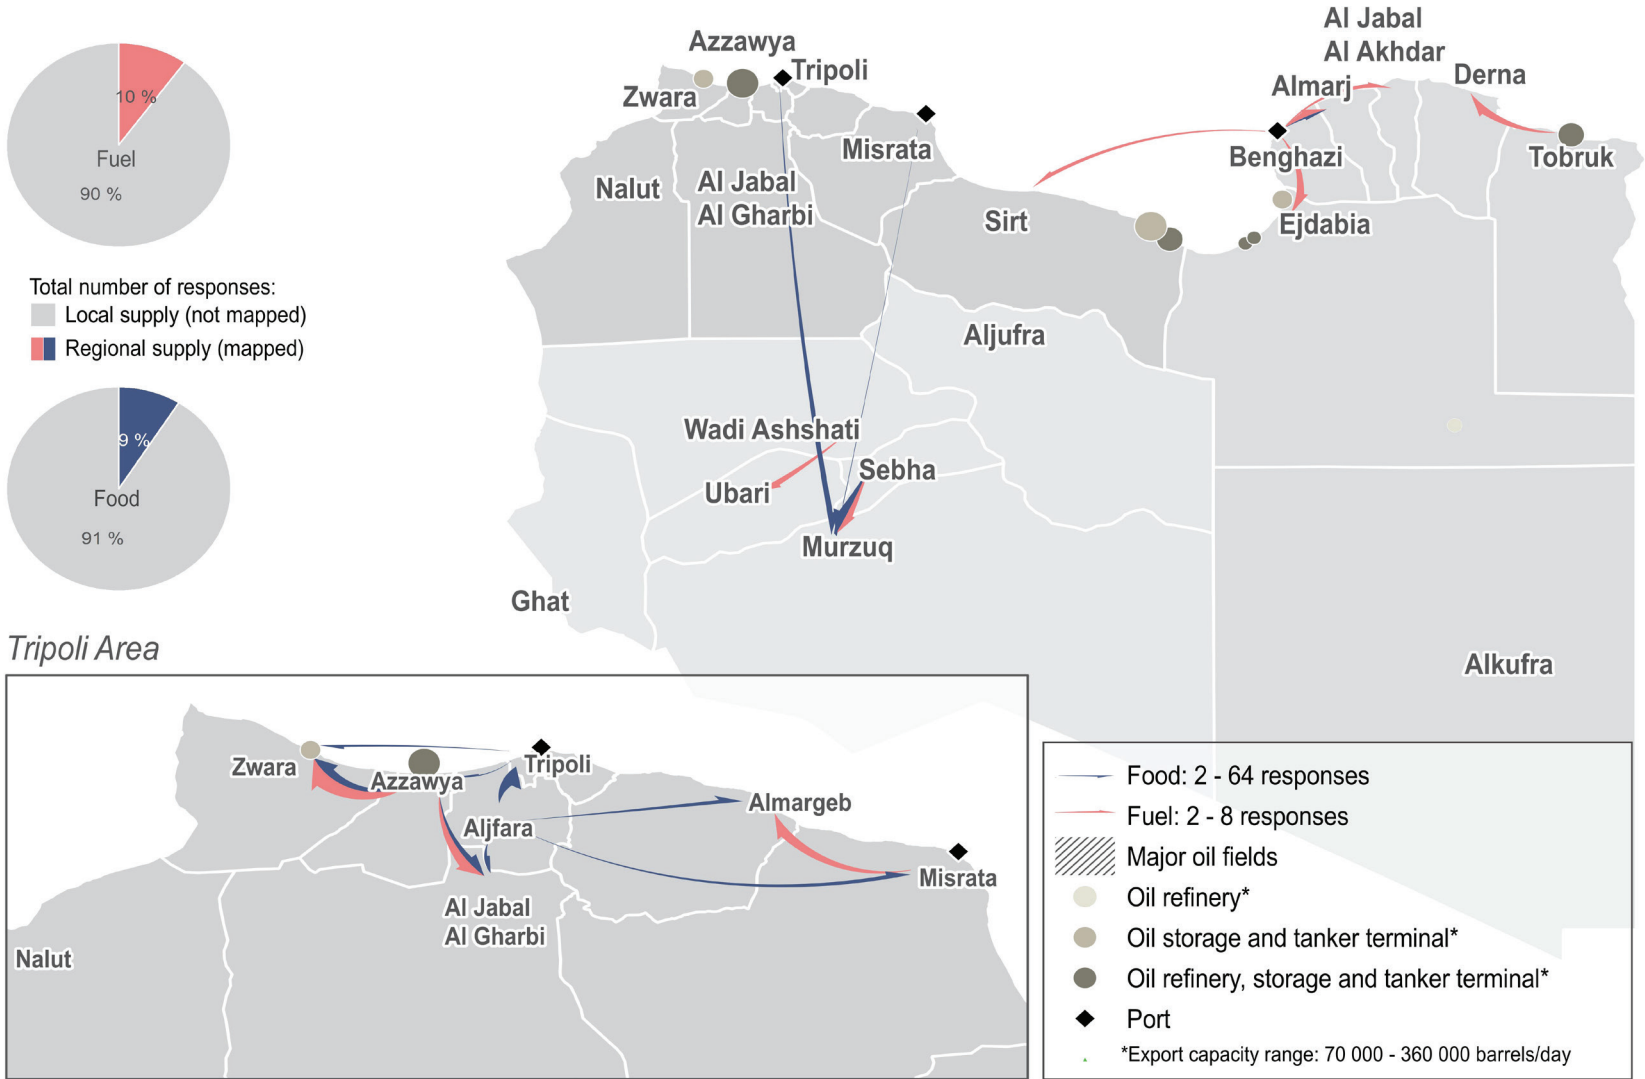 10 %
Fuel
90 %
Total number of responses:
Local supply (not mapped)
Regional supply (mapped)
9 %
Food
91 %
Azzawya
Tripoli
Zwara
Misrata
Nalut
Al Jabal
Al Gharbi
Sirt
Al Jabal
Al Akhdar
Almarj
Derna
Benghazi
Tobruk
Ejdabia
Aljufra
Wadi Ashshati
Sebha
Ubari
Murzuq
Ghat
Alkufra
Tripoli Area
Zwara
Azzawya
Tripoli
Aljfara
Almargeb
Misrata
Al Jabal
Al Gharbi
Nalut
Food: 2 - 64 responses
Fuel: 2 - 8 responses
Major oil fields
Oil refinery*
Oil storage and tanker terminal*
Oil refinery, storage and tanker terminal*
Port
*Export capacity range: 70 000 - 360 000 barrels/day